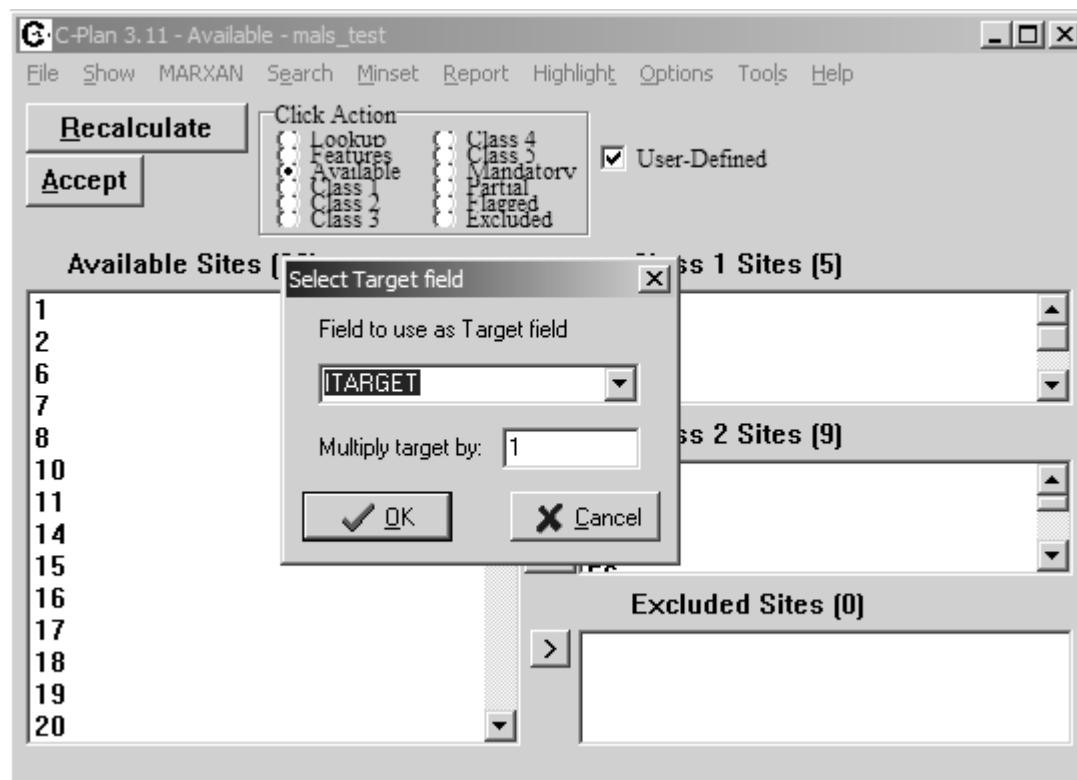 C-Plan 3.11 - Available - mals_test
File Show MARXAN Search Minset Report Highlight Options Tools Help
Recalculate
Accept
Click Action
Lookup
Features
Available
Class 1
Class 2
Class 3
Class 4
Class 5
Mandatory
Partial
Flagged
Excluded
User-Defined
Available Sites
1
2
6
7
8
10
11
14
15
16
17
18
19
20
Select Target field
Field to use as Target field
ITARGET
Multiply target by: 1
OK Cancel
1 Sites (5)
2 Sites (9)
Excluded Sites (0)
>